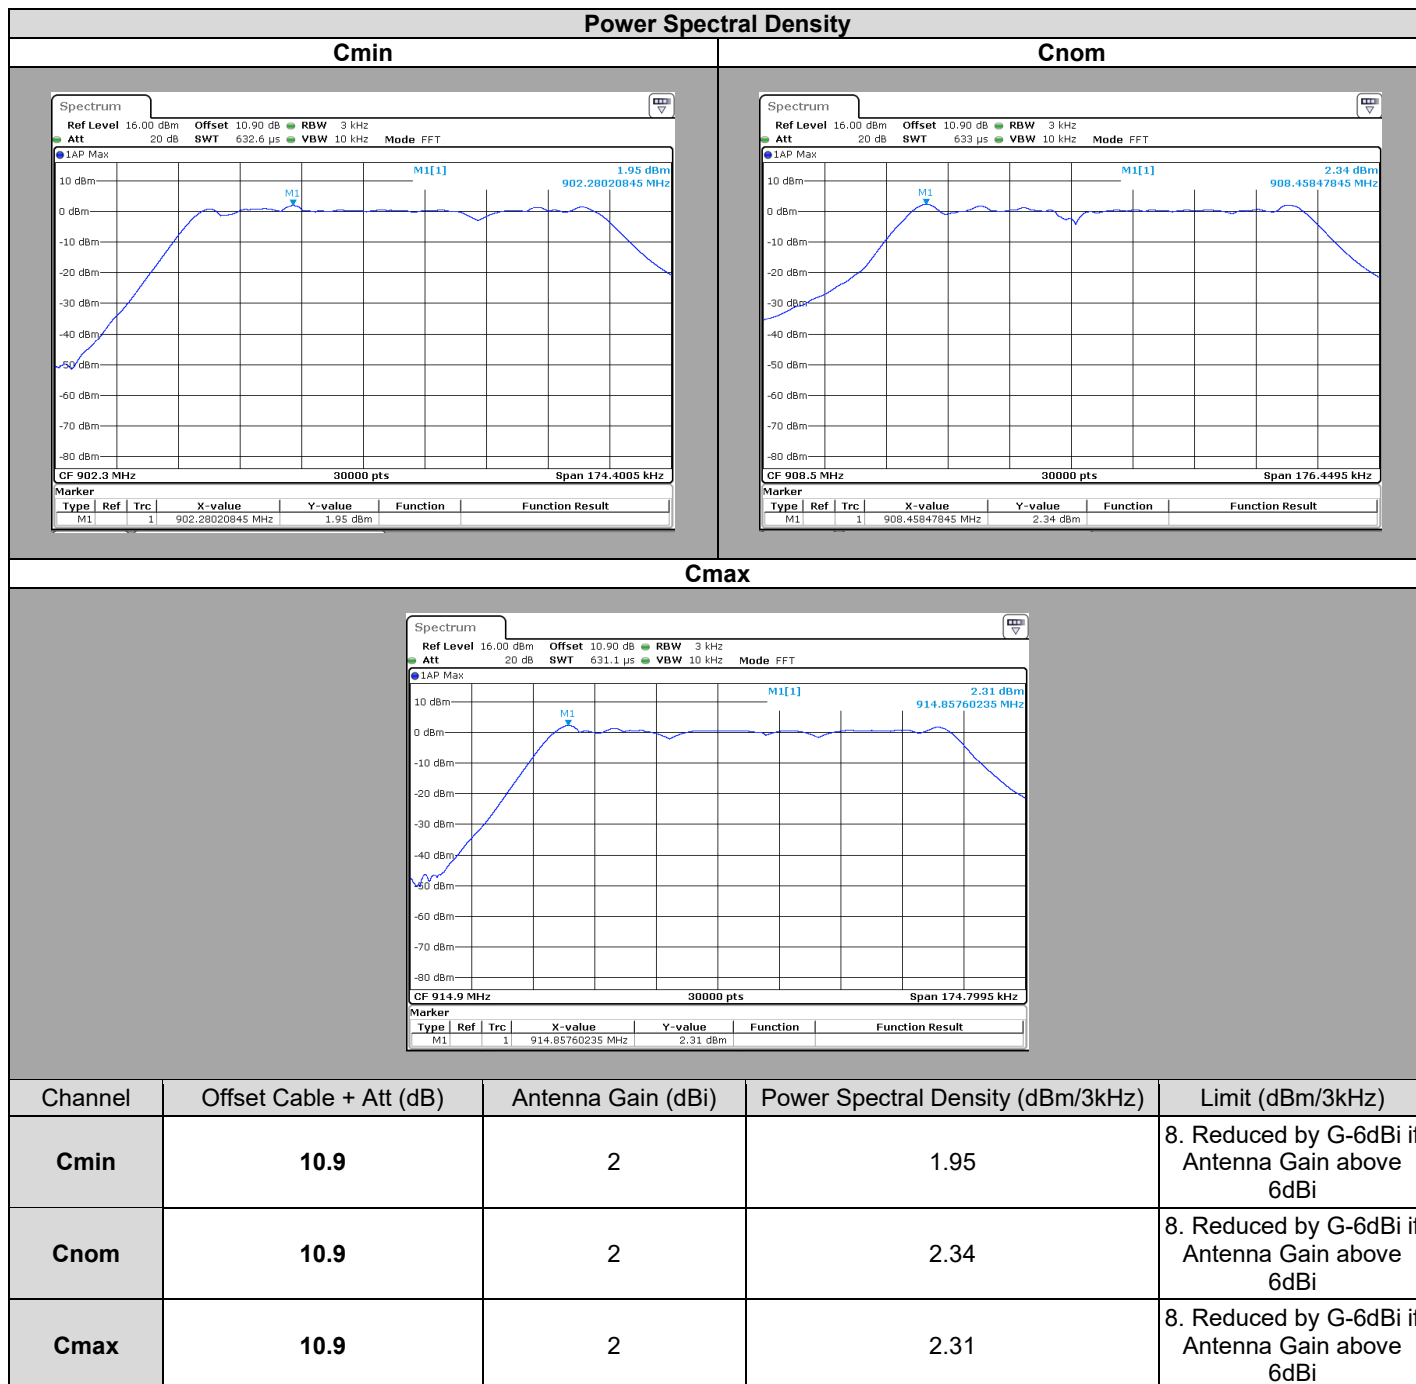 Power Spectral Density
Cmin
Cnom
Spectrum
Ref Level 16.00 dBm Offset 10.90 dB RBW 3 kHz
Att 20 dB SWT 632.6 µs VBW 10 kHz Mode FFT
1AP Max
M1[1] 1.95 dBm
902.28020845 MHz
10 dBm
M1
0 dBm
-10 dBm
-20 dBm
-30 dBm
-40 dBm
-50 dBm
-60 dBm
-70 dBm
-80 dBm
CF 902.3 MHz 30000 pts Span 174.4005 kHz
Marker
Type Ref Trc X-value Y-value Function Function Result
M1 1 902.28020845 MHz 1.95 dBm
Spectrum
Ref Level 16.00 dBm Offset 10.90 dB RBW 3 kHz
Att 20 dB SWT 633 µs VBW 10 kHz Mode FFT
1AP Max
M1[1] 2.34 dBm
908.45847845 MHz
10 dBm
M1
0 dBm
-10 dBm
-20 dBm
-30 dBm
-40 dBm
-50 dBm
-60 dBm
-70 dBm
-80 dBm
CF 908.5 MHz 30000 pts Span 176.4495 kHz
Marker
Type Ref Trc X-value Y-value Function Function Result
M1 1 908.45847845 MHz 2.34 dBm
Cmax
Spectrum
Ref Level 16.00 dBm Offset 10.90 dB RBW 3 kHz
Att 20 dB SWT 631.1 µs VBW 10 kHz Mode FFT
1AP Max
M1[1] 2.31 dBm
914.85760235 MHz
10 dBm
M1
0 dBm
-10 dBm
-20 dBm
-30 dBm
-40 dBm
-50 dBm
-60 dBm
-70 dBm
-80 dBm
CF 914.9 MHz 30000 pts Span 174.7995 kHz
Marker
Type Ref Trc X-value Y-value Function Function Result
M1 1 914.85760235 MHz 2.31 dBm
Channel Offset Cable + Att (dB) Antenna Gain (dBi) Power Spectral Density (dBm/3kHz) Limit (dBm/3kHz)
Cmin 10.9 2 1.95 8. Reduced by G-6dBi if
Antenna Gain above
6dBi
Cnom 10.9 2 2.34 8. Reduced by G-6dBi if
Antenna Gain above
6dBi
Cmax 10.9 2 2.31 8. Reduced by G-6dBi if
Antenna Gain above
6dBi